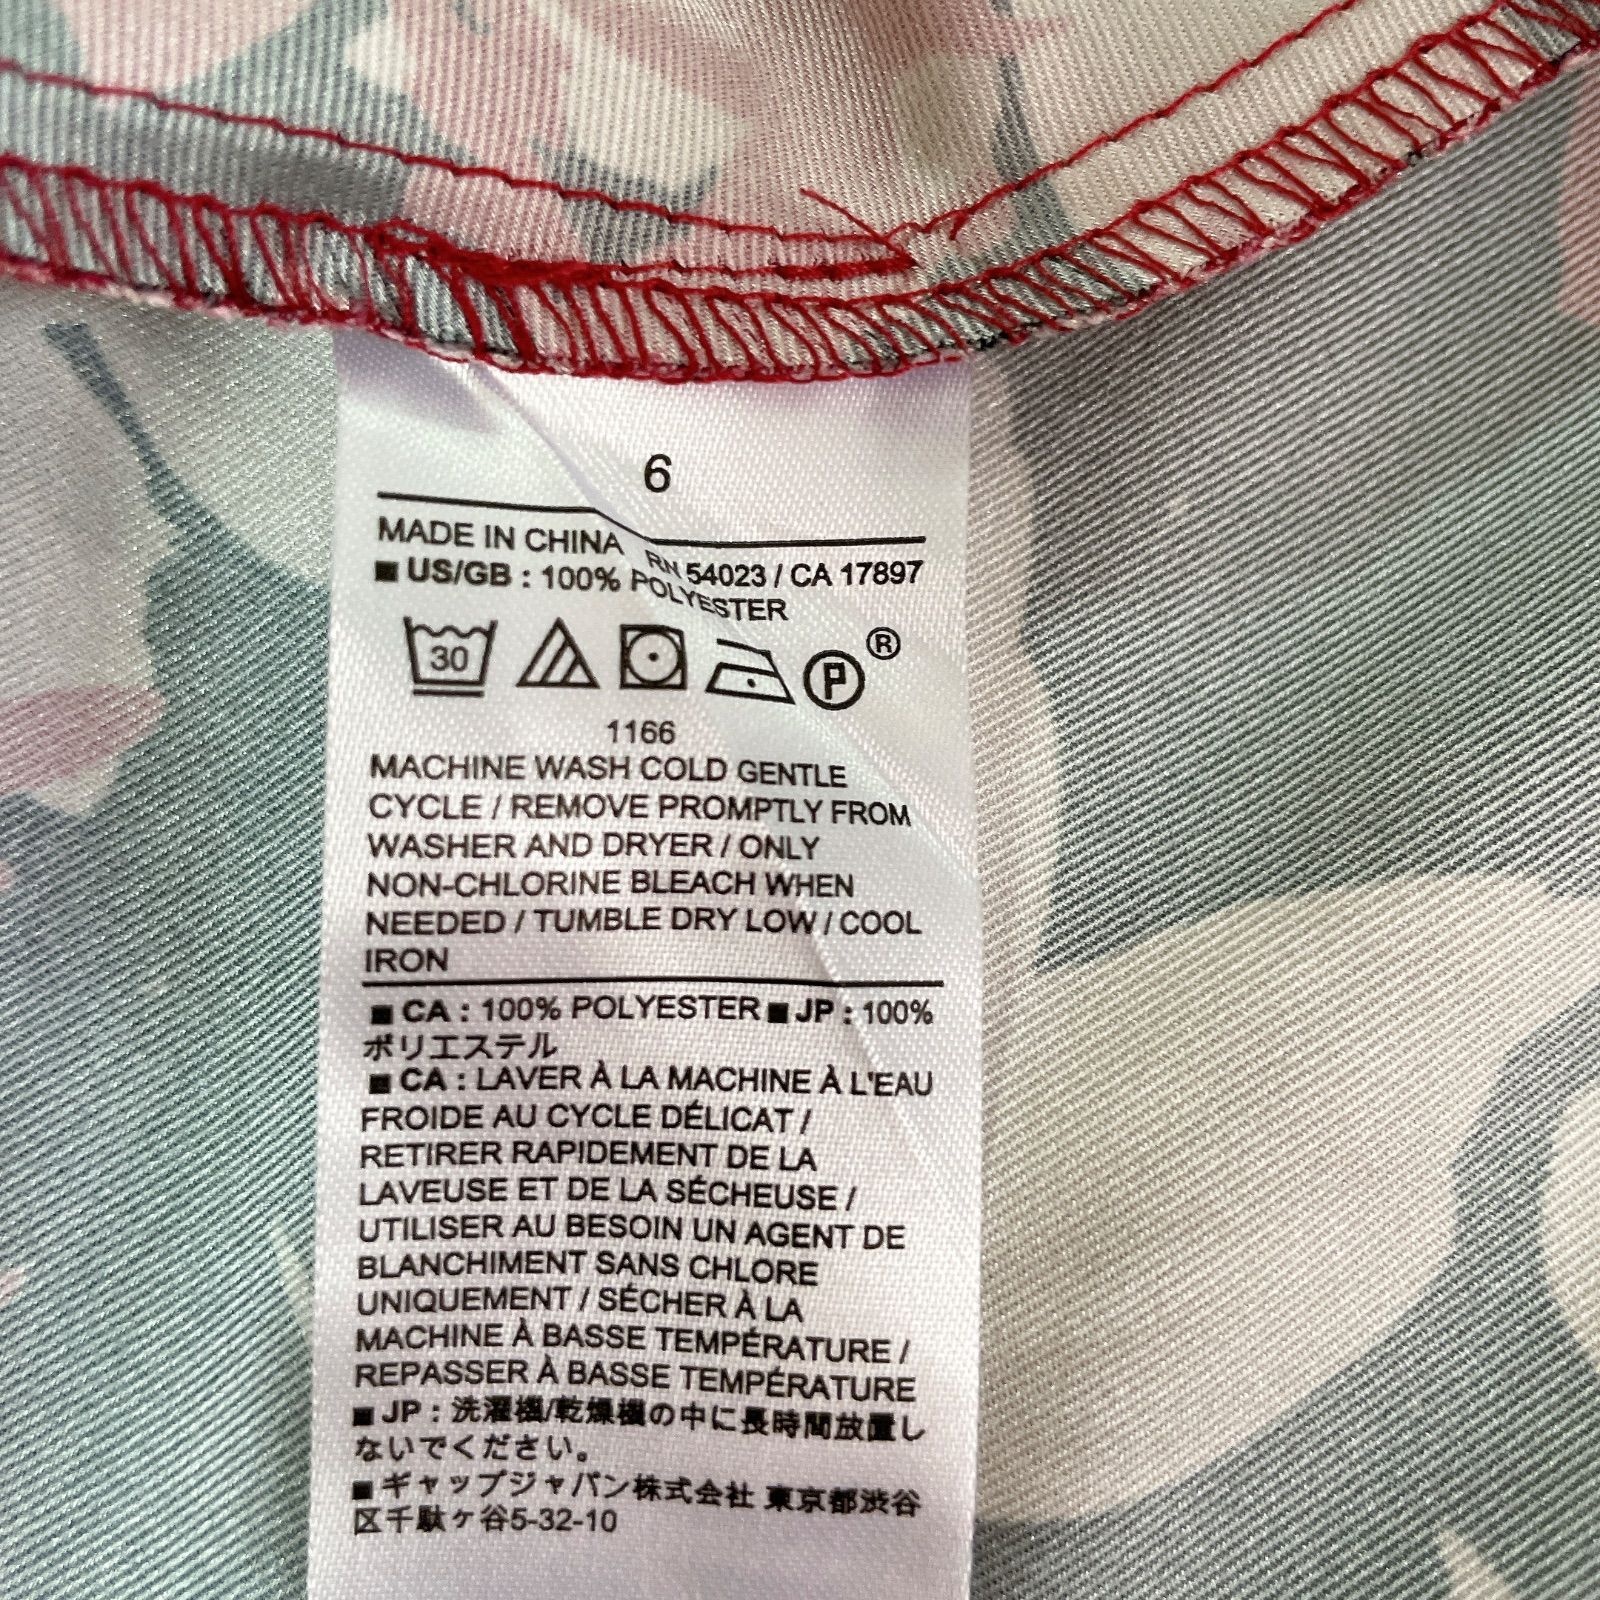 6
MADE IN CHINA RN 54023 / CA 17897
■ US/GB : 100% POLYESTER
30 P ®
1166
MACHINE WASH COLD GENTLE
CYCLE / REMOVE PROMPTLY FROM
WASHER AND DRYER / ONLY
NON-CHLORINE BLEACH WHEN
NEEDED / TUMBLE DRY LOW / COOL
IRON
■ CA : 100% POLYESTER ■ JP : 100%
ポリエステル
■ CA : LAVER À LA MACHINE À L'EAU
FROIDE AU CYCLE DÉLICAT /
RETIRER RAPIDEMENT DE LA
LAVEUSE ET DE LA SÉCHEUSE /
UTILISER AU BESOIN UN AGENT DE
BLANCHIMENT SANS CHLORE
UNIQUEMENT / SÉCHER À LA
MACHINE À BASSE TEMPÉRATURE /
REPASSER À BASSE TEMPÉRATURE
■ JP : 洗濯機/乾燥機の中に長時間放置し
ないでください。
■ ギャップジャパン株式会社 東京都渋谷
区千駄ヶ谷5-32-10